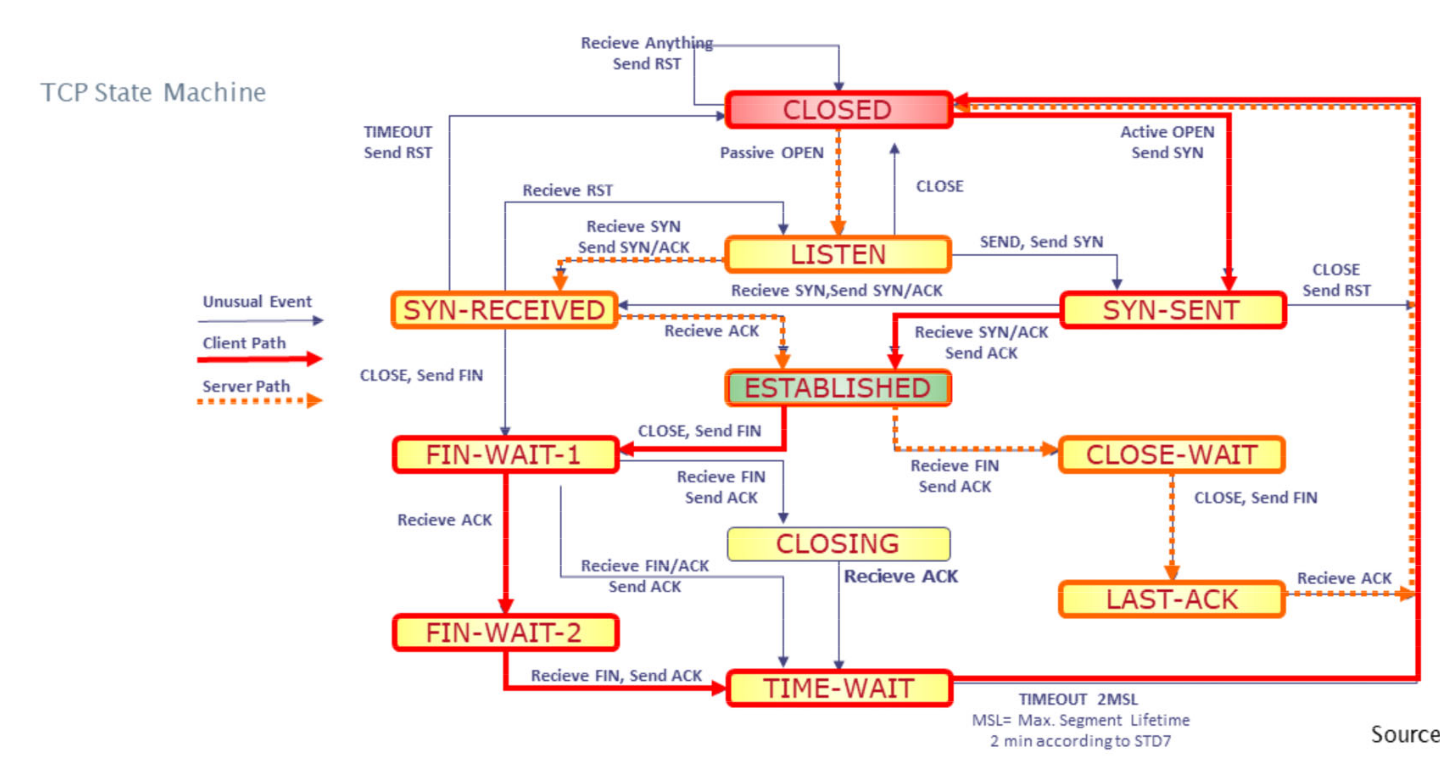 Recieve Anything
Send RST
TCP State Machine
CLOSED
TIMEOUT
Send RST
Passive OPEN
Active OPEN
Send SYN
Recieve RST
CLOSE
Recieve SYN
Send SYN/ACK
LISTEN
SEND, Send SYN
CLOSE
Send RST
Unusual Event
SYN-RECEIVED
Recieve SYN,Send SYN/ACK
SYN-SENT
Client Path
Recieve ACK
Recieve SYN/ACK
Send ACK
Server Path
CLOSE, Send FIN
ESTABLISHED
CLOSE, Send FIN
FIN-WAIT-1
Recieve FIN
Send ACK
CLOSE-WAIT
Recieve FIN
Send ACK
CLOSE, Send FIN
Recieve ACK
CLOSING
Recieve FIN/ACK
Send ACK
Recieve ACK
Recieve ACK
LAST-ACK
FIN-WAIT-2
Recieve FIN, Send ACK
TIME-WAIT
TIMEOUT 2MSL
MSL= Max. Segment Lifetime
2 min according to STD7
Source